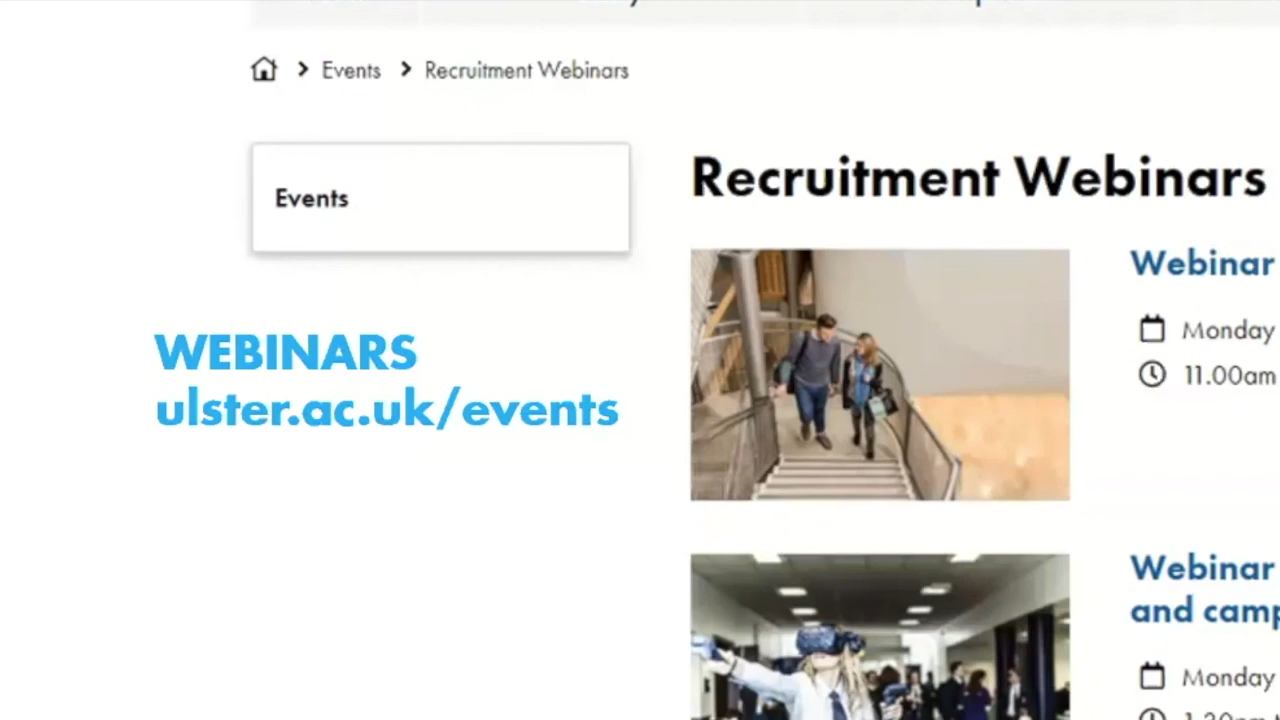 Events
Recruitment Webinars
Events
Recruitment Webinars
WEBINARS
ulster.ac.uk/events
Webinar
Monday
11.00am
Webinar
and camp
Monday